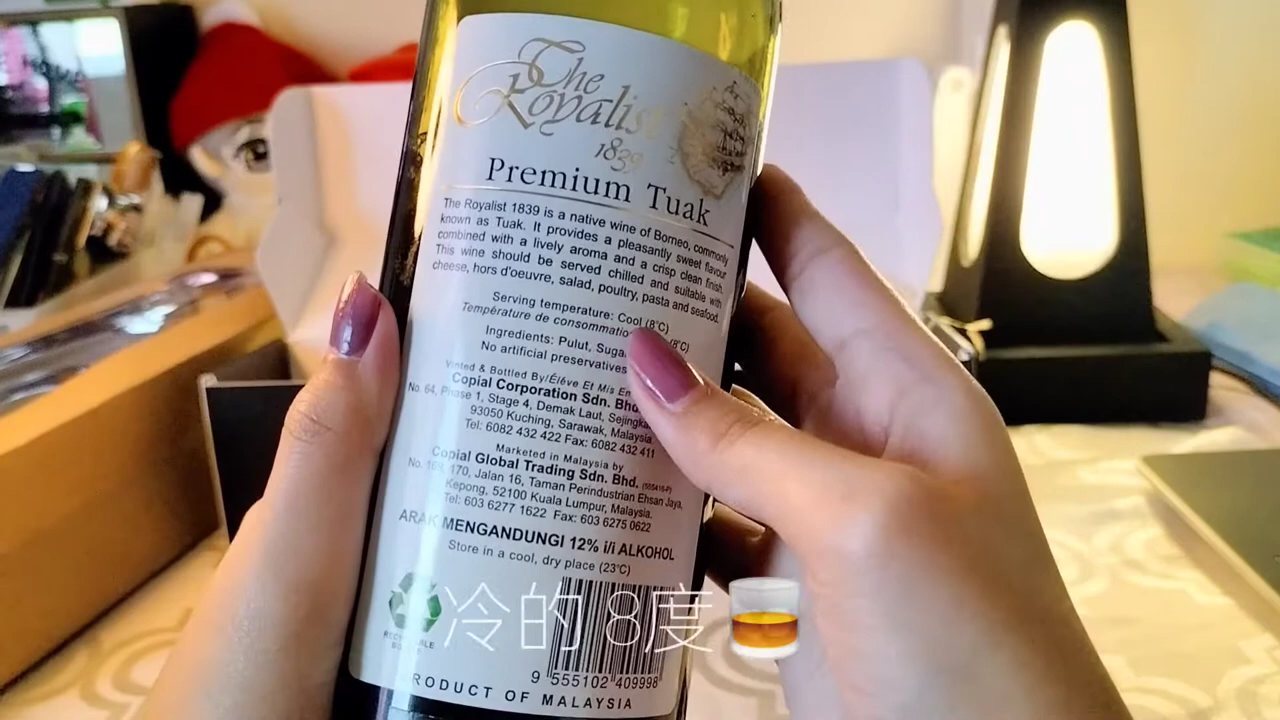 The
Royalist
1839
Premium Tuak
The Royalist 1839 is a native wine of Borneo, commonly
known as Tuak. It provides a pleasantly sweet flavour
combined with a lively aroma and a crisp clean finish.
This wine should be served chilled and suitable with
cheese, hors d'oeuvre, salad, poultry, pasta and seafood.
Serving temperature: Cool (8°C)
Température de consommation (8°C)
Ingredients: Pulut, Sugar
No artificial preservatives
Vinted & Bottled By/Élévé Et Mis En
Copial Corporation Sdn. Bhd.
No. 64, Phase 1, Stage 4, Demak Laut, Sejingkat
93050 Kuching, Sarawak, Malaysia
Tel: 6082 432 422 Fax: 6082 432 411
Marketed in Malaysia by
Copial Global Trading Sdn. Bhd.
No. 169, 170, Jalan 16, Taman Perindustrian Ehsan Jaya,
Kepong, 52100 Kuala Lumpur, Malaysia.
Tel: 603 6277 1622 Fax: 603 6275 0622
ARAK MENGANDUNGI 12% i/i ALKOHOL
Store in a cool, dry place (23°C)
冷的 8度
9 555102 409998
PRODUCT OF MALAYSIA